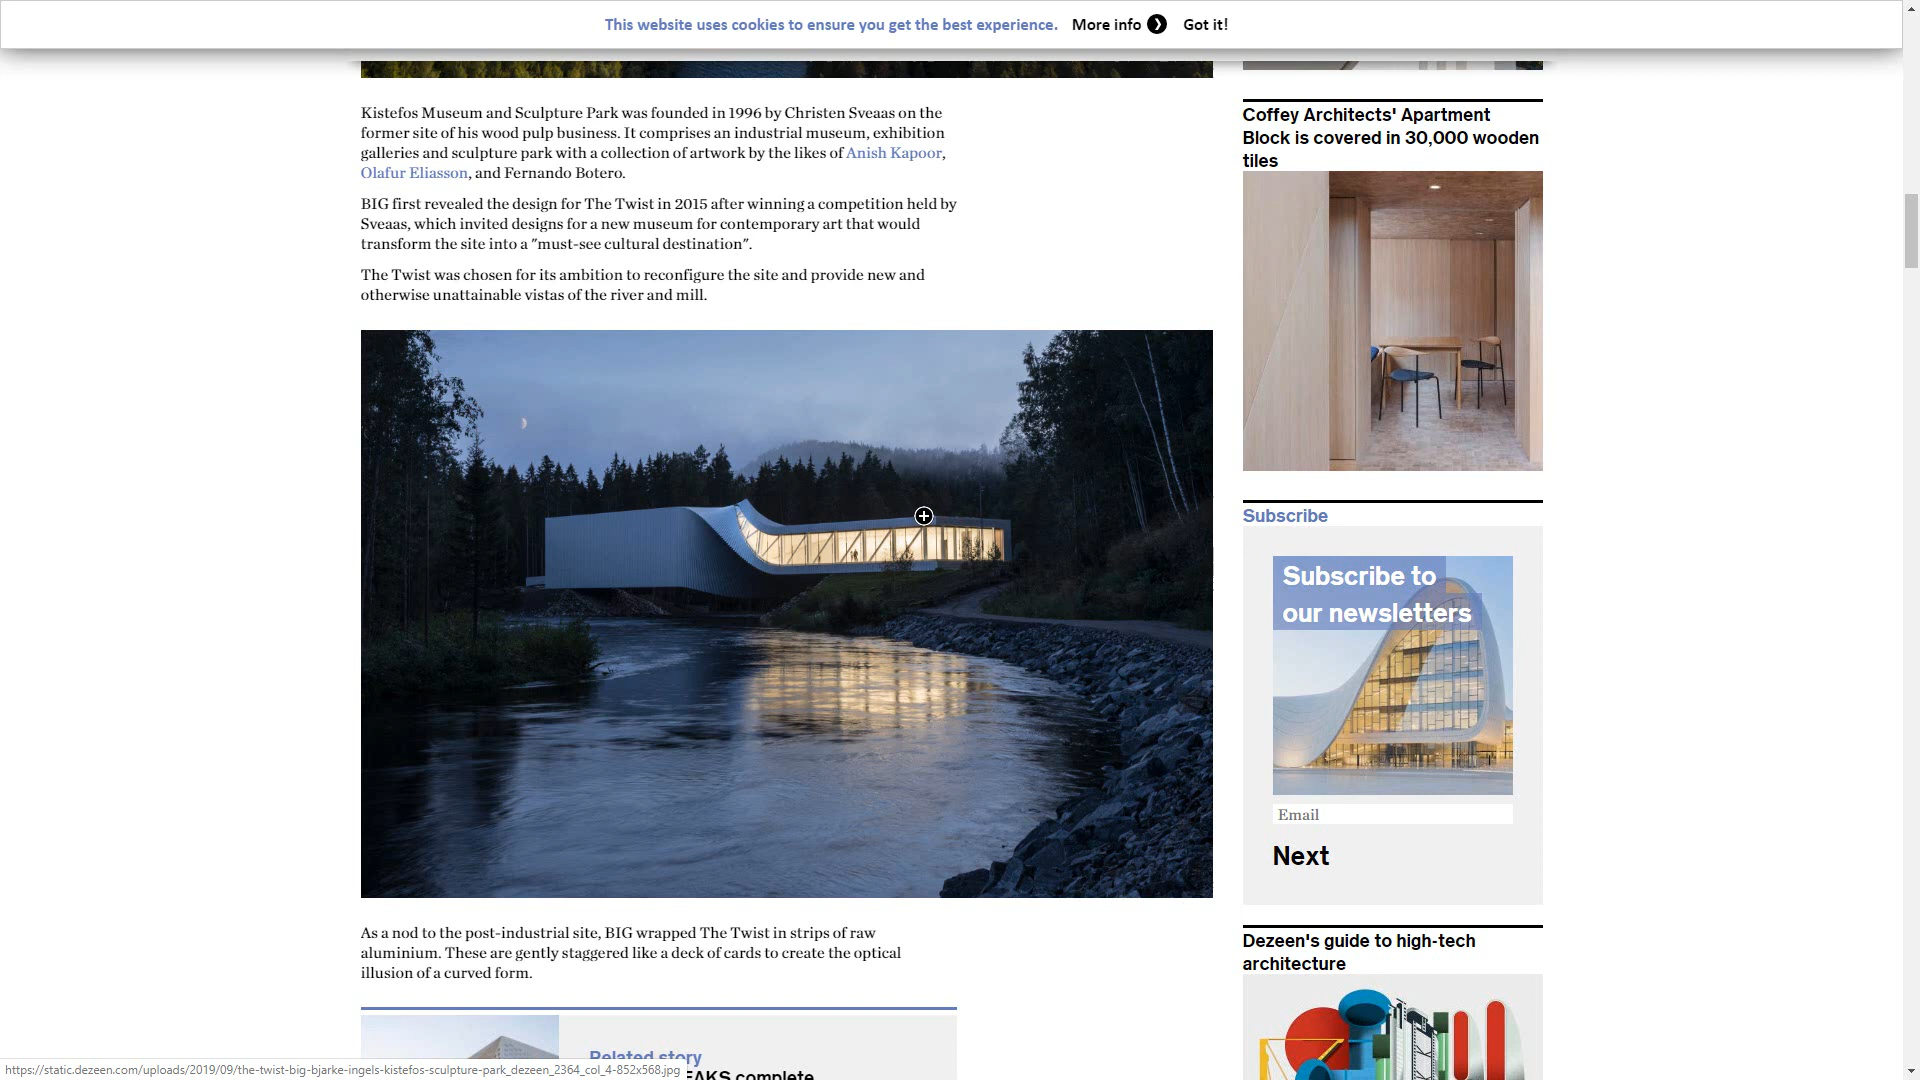 This website uses cookies to ensure you get the best experience. More info ❯ Got it!
Kistefos Museum and Sculpture Park was founded in 1996 by Christen Sveaas on the
former site of his wood pulp business. It comprises an industrial museum, exhibition
galleries and sculpture park with a collection of artwork by the likes of Anish Kapoor,
Olafur Eliasson, and Fernando Botero.
BIG first revealed the design for The Twist in 2015 after winning a competition held by
Sveaas, which invited designs for a new museum for contemporary art that would
transform the site into a "must-see cultural destination".
The Twist was chosen for its ambition to reconfigure the site and provide new and
otherwise unattainable vistas of the river and mill.
As a nod to the post-industrial site, BIG wrapped The Twist in strips of raw
aluminium. These are gently staggered like a deck of cards to create the optical
illusion of a curved form.
Related story
EAKS complete
Coffey Architects' Apartment
Block is covered in 30,000 wooden
tiles
Subscribe
Subscribe to
our newsletters
Email
Next
Dezeen's guide to high-tech
architecture
https://static.dezeen.com/uploads/2019/09/the-twist-big-bjarke-ingels-kistefos-sculpture-park_dezeen_2364_col_4-852x568.jpg